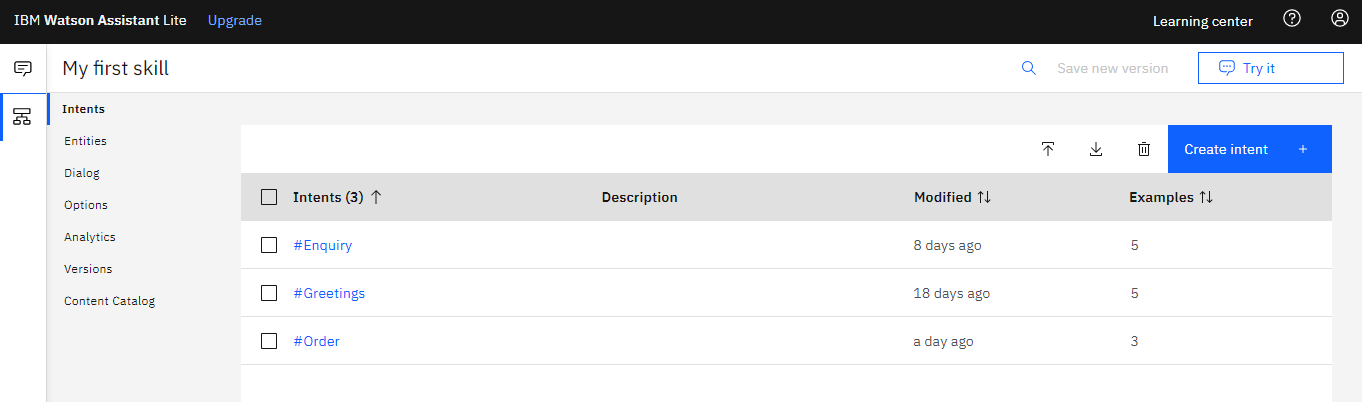 IBM Watson Assistant Lite Upgrade Learning center
My first skill Save new version Try it
Intents
Entities
Dialog
Options
Analytics
Versions
Content Catalog
Create intent +
Intents (3) Description Modified Examples
#Enquiry 8 days ago 5
#Greetings 18 days ago 5
#Order a day ago 3